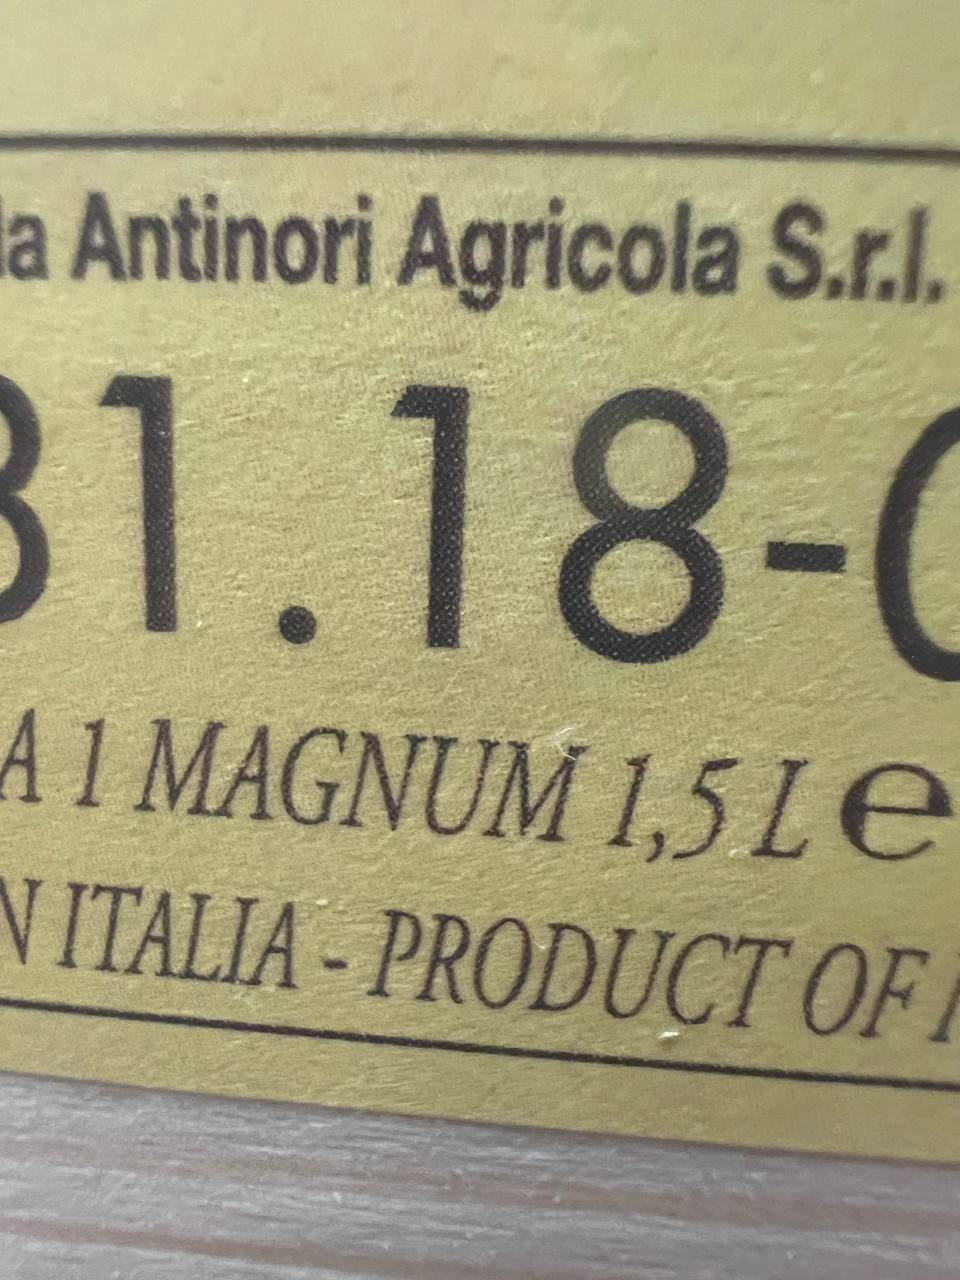 la Antinori Agricola S.r.l.
31.18-0
A 1 MAGNUM 1,5 L e
N ITALIA - PRODUCT OF I